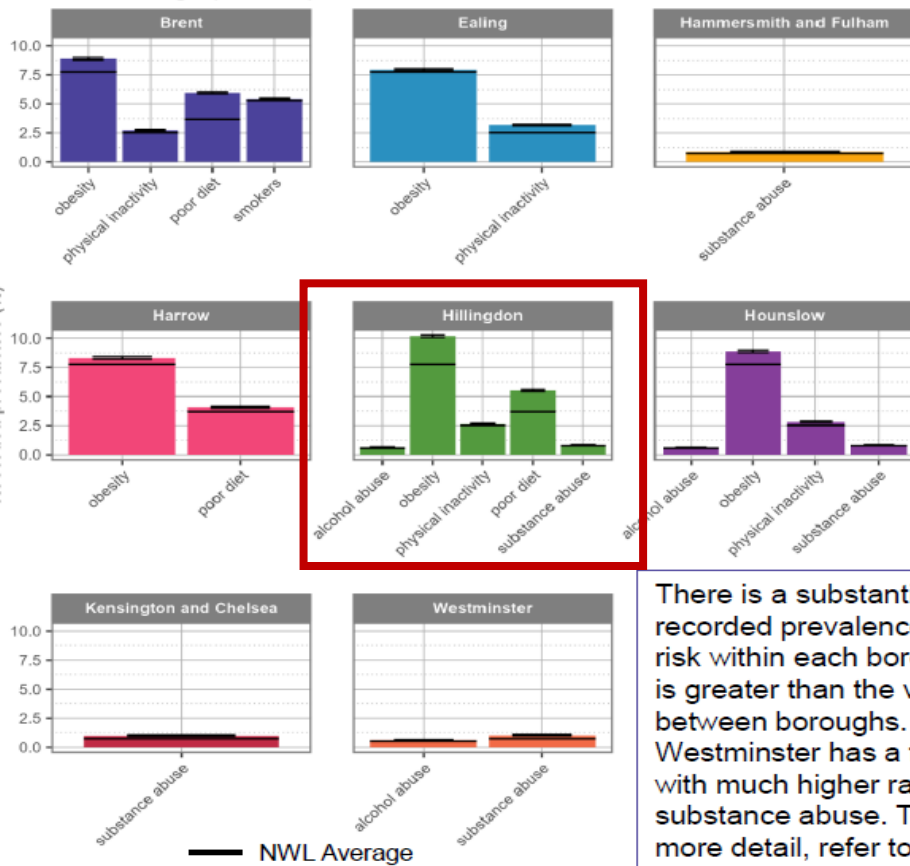 Brent
Ealing
Hammersmith and Fulham
10.0
7.5
5.0
2.5
0.0
obesity
physical inactivity
poor diet
smokers
obesity
physical inactivity
substance abuse
Harrow
Hillingdon
Hounslow
10.0
7.5
5.0
2.5
0.0
obesity
poor diet
alcohol abuse
obesity
physical inactivity
poor diet
substance abuse
alcohol abuse
obesity
physical inactivity
substance abuse
Kensington and Chelsea
Westminster
10.0
7.5
5.0
2.5
0.0
substance abuse
alcohol abuse
substance abuse
NWL Average
There is a substant
recorded prevalenc
risk within each bor
is greater than the v
between boroughs.
Westminster has a
with much higher ra
substance abuse. T
more detail, refer to